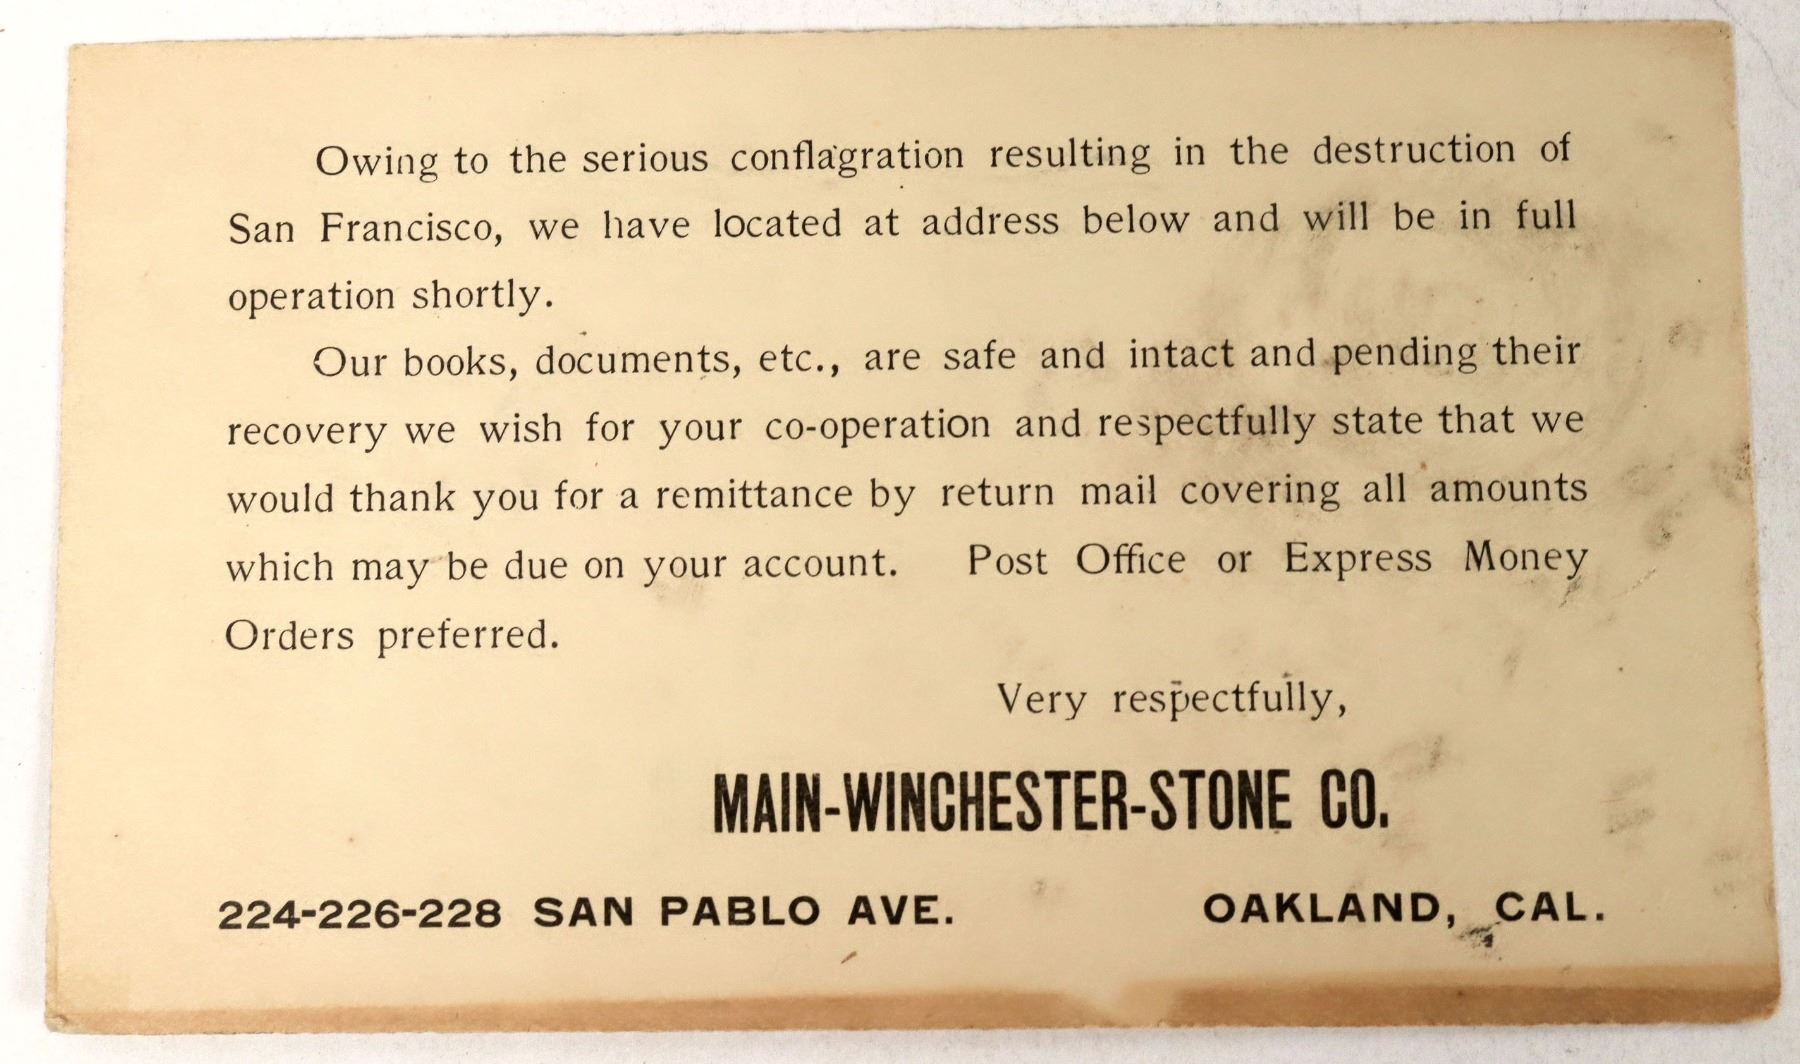 Owing to the serious conflagration resulting in the destruction of
San Francisco, we have located at address below and will be in full
operation shortly.
Our books, documents, etc., are safe and intact and pending their
recovery we wish for your co-operation and respectfully state that we
would thank you for a remittance by return mail covering all amounts
which may be due on your account. Post Office or Express Money
Orders preferred.
Very respectfully,
MAIN-WINCHESTER-STONE CO.
224-226-228 SAN PABLO AVE. OAKLAND, CAL.